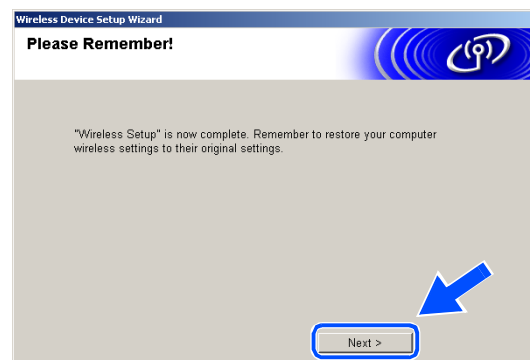 Wireless Device Setup Wizard
Please Remember!
"Wireless Setup" is now complete. Remember to restore your computer
wireless settings to their original settings.
Next >